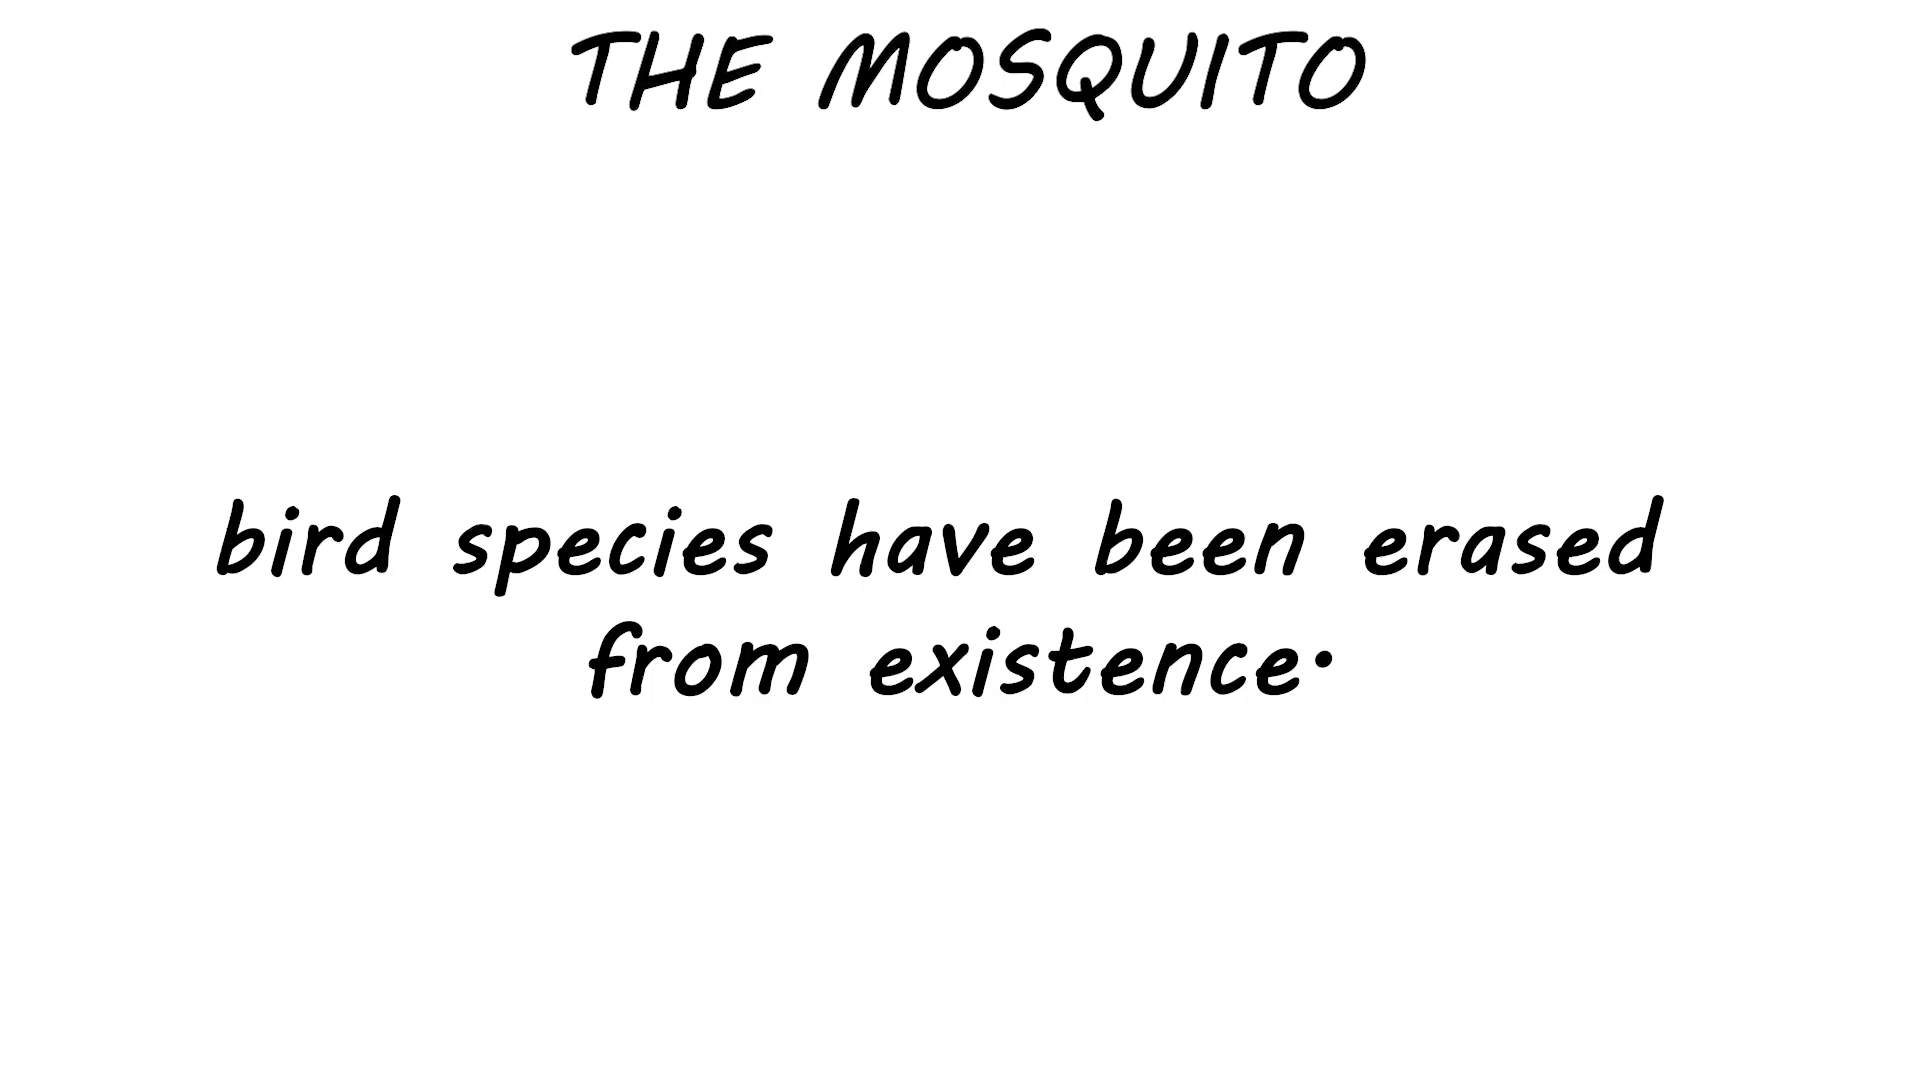 THE MOSQUITO
bird species have been erased
from existence.